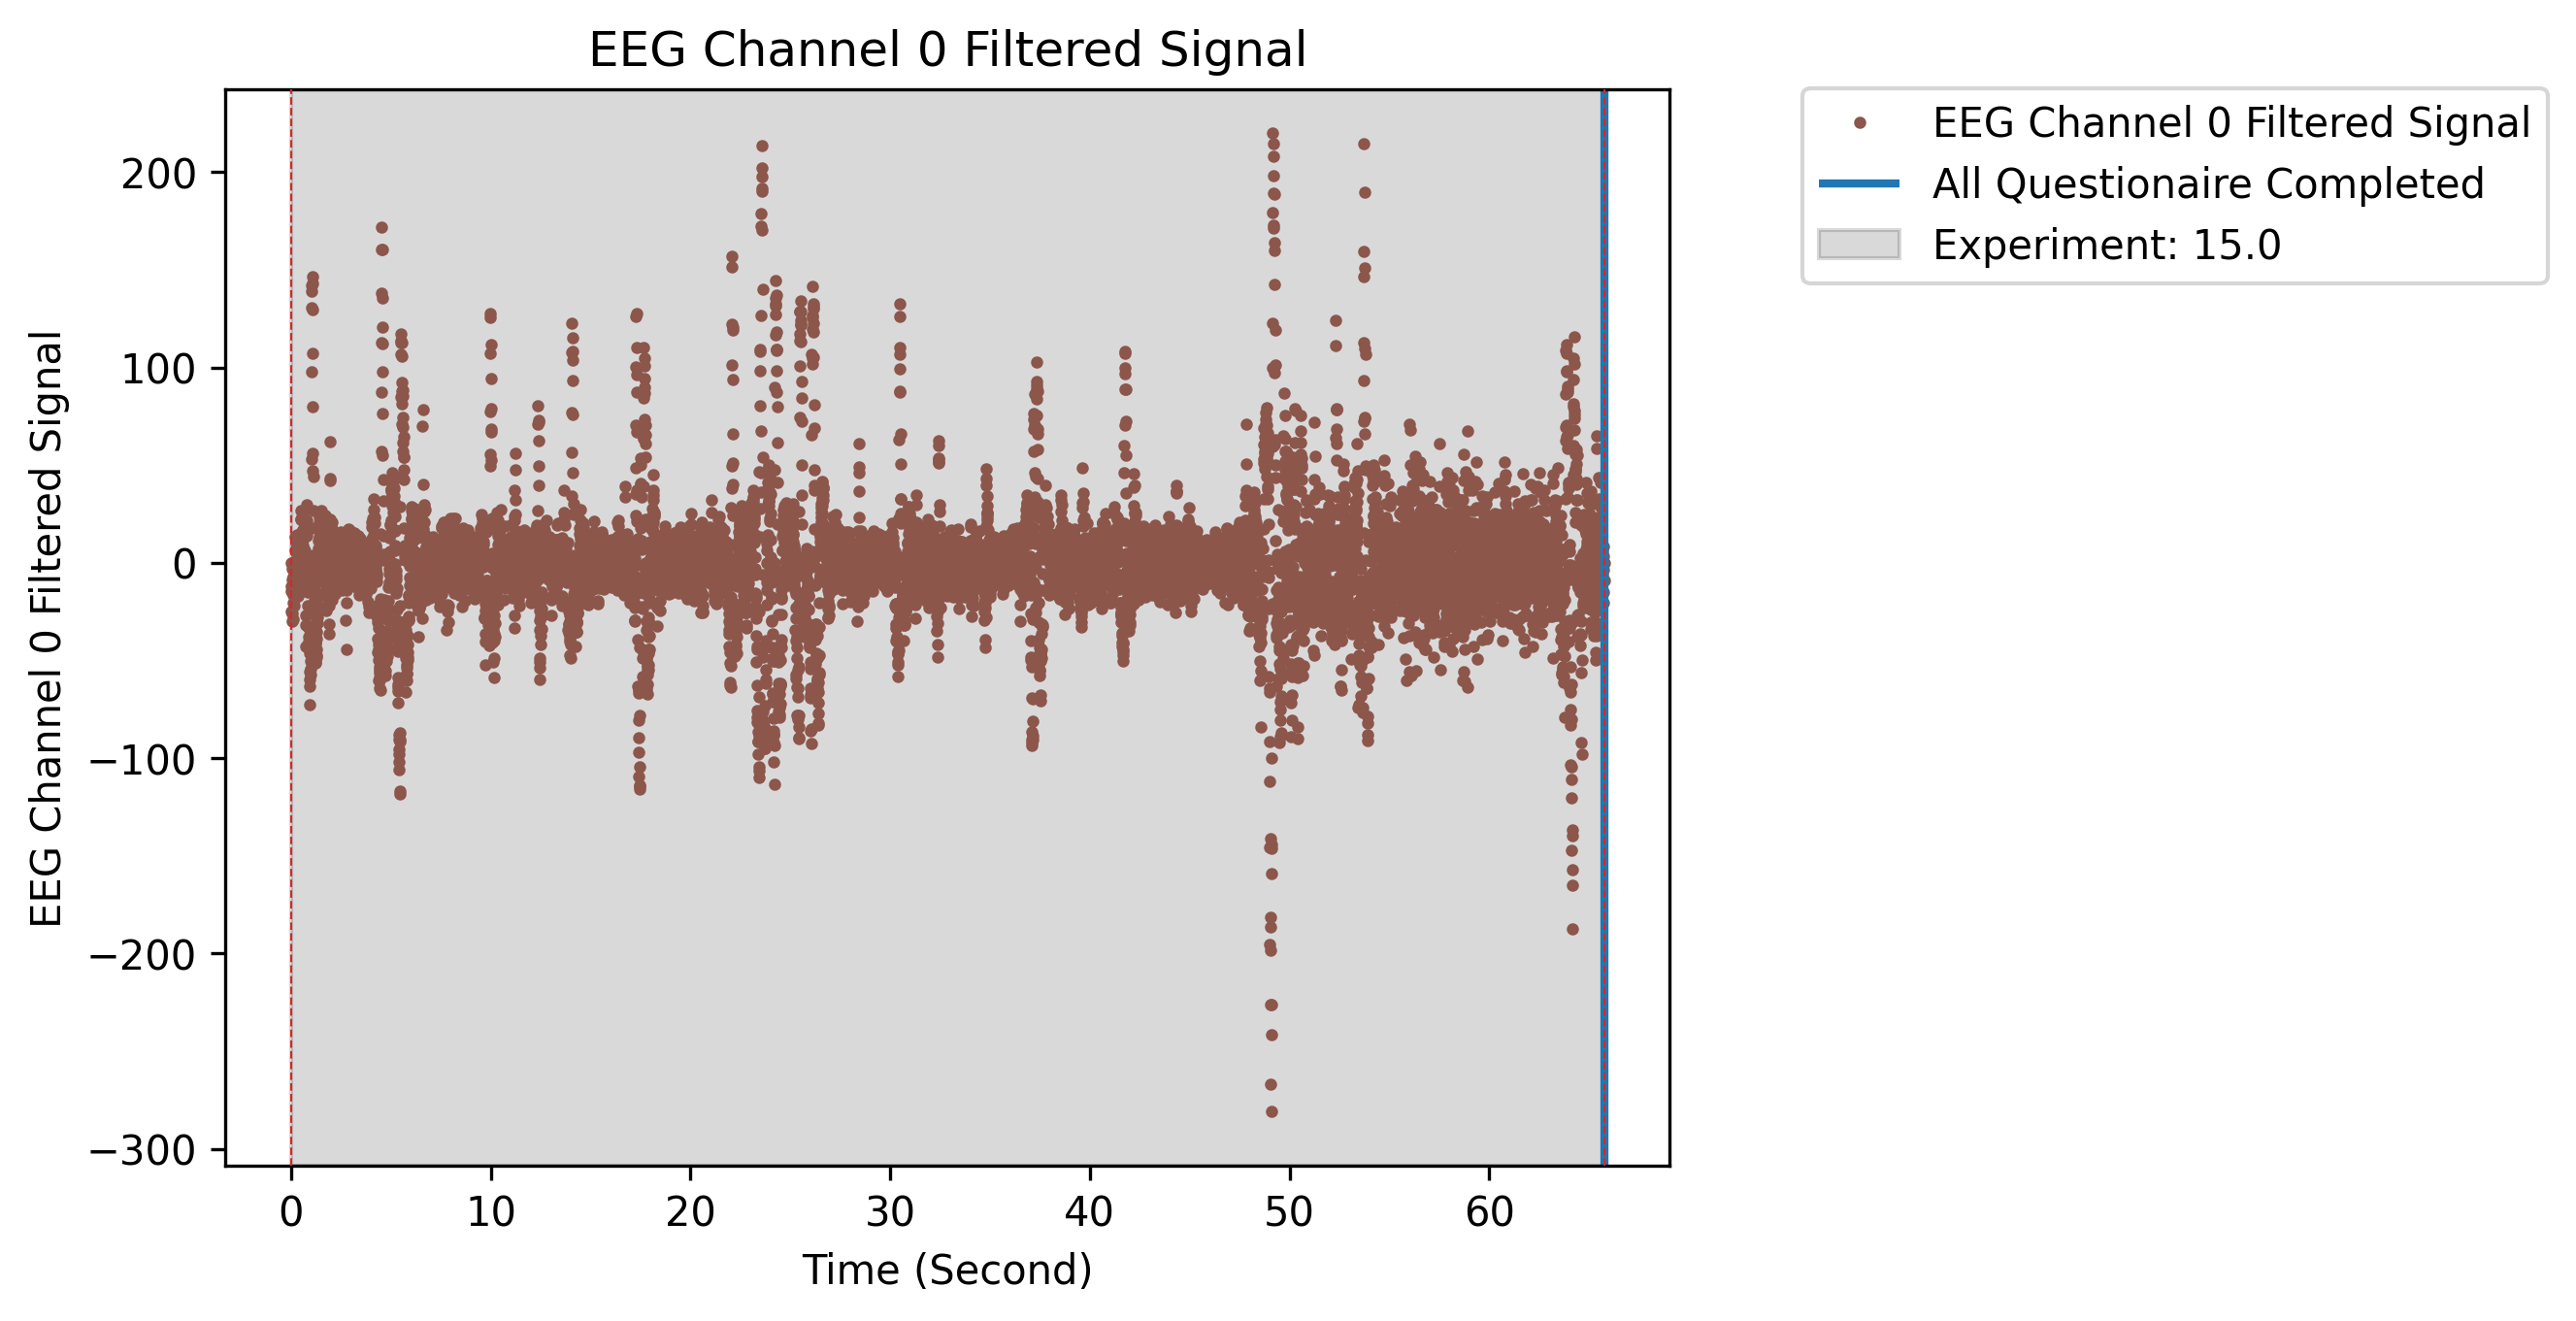 EEG Channel 0 Filtered Signal
EEG Channel 0 Filtered Signal
All Questionaire Completed
Experiment: 15.0
EEG Channel 0 Filtered Signal
200
100
0
−100
−200
−300
0 10 20 30 40 50 60
Time (Second)